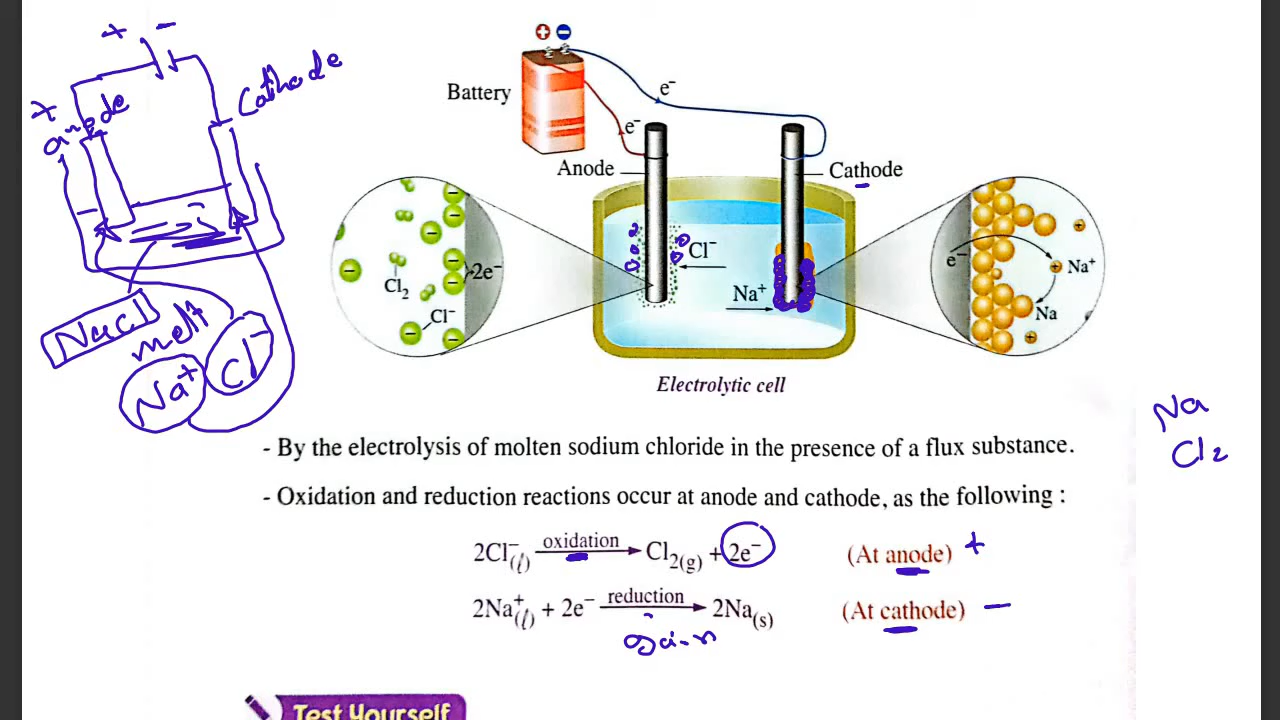 + −
+ anode
Cathode
NaCl
melt
Na⁺ Cl⁻
Battery
+ −
e⁻
e⁻
Anode
Cathode
Cl₂
Cl⁻
2e⁻
Cl⁻
Na⁺
e⁻
Na⁺
Na
Electrolytic cell
Na
Cl₂
- By the electrolysis of molten sodium chloride in the presence of a flux substance.
- Oxidation and reduction reactions occur at anode and cathode, as the following :
2Cl⁻(l) oxidation Cl₂(g) + 2e⁻ (At anode) +
2Na⁺(l) + 2e⁻ reduction 2Na(s) (At cathode) −
gain
Test Yourself